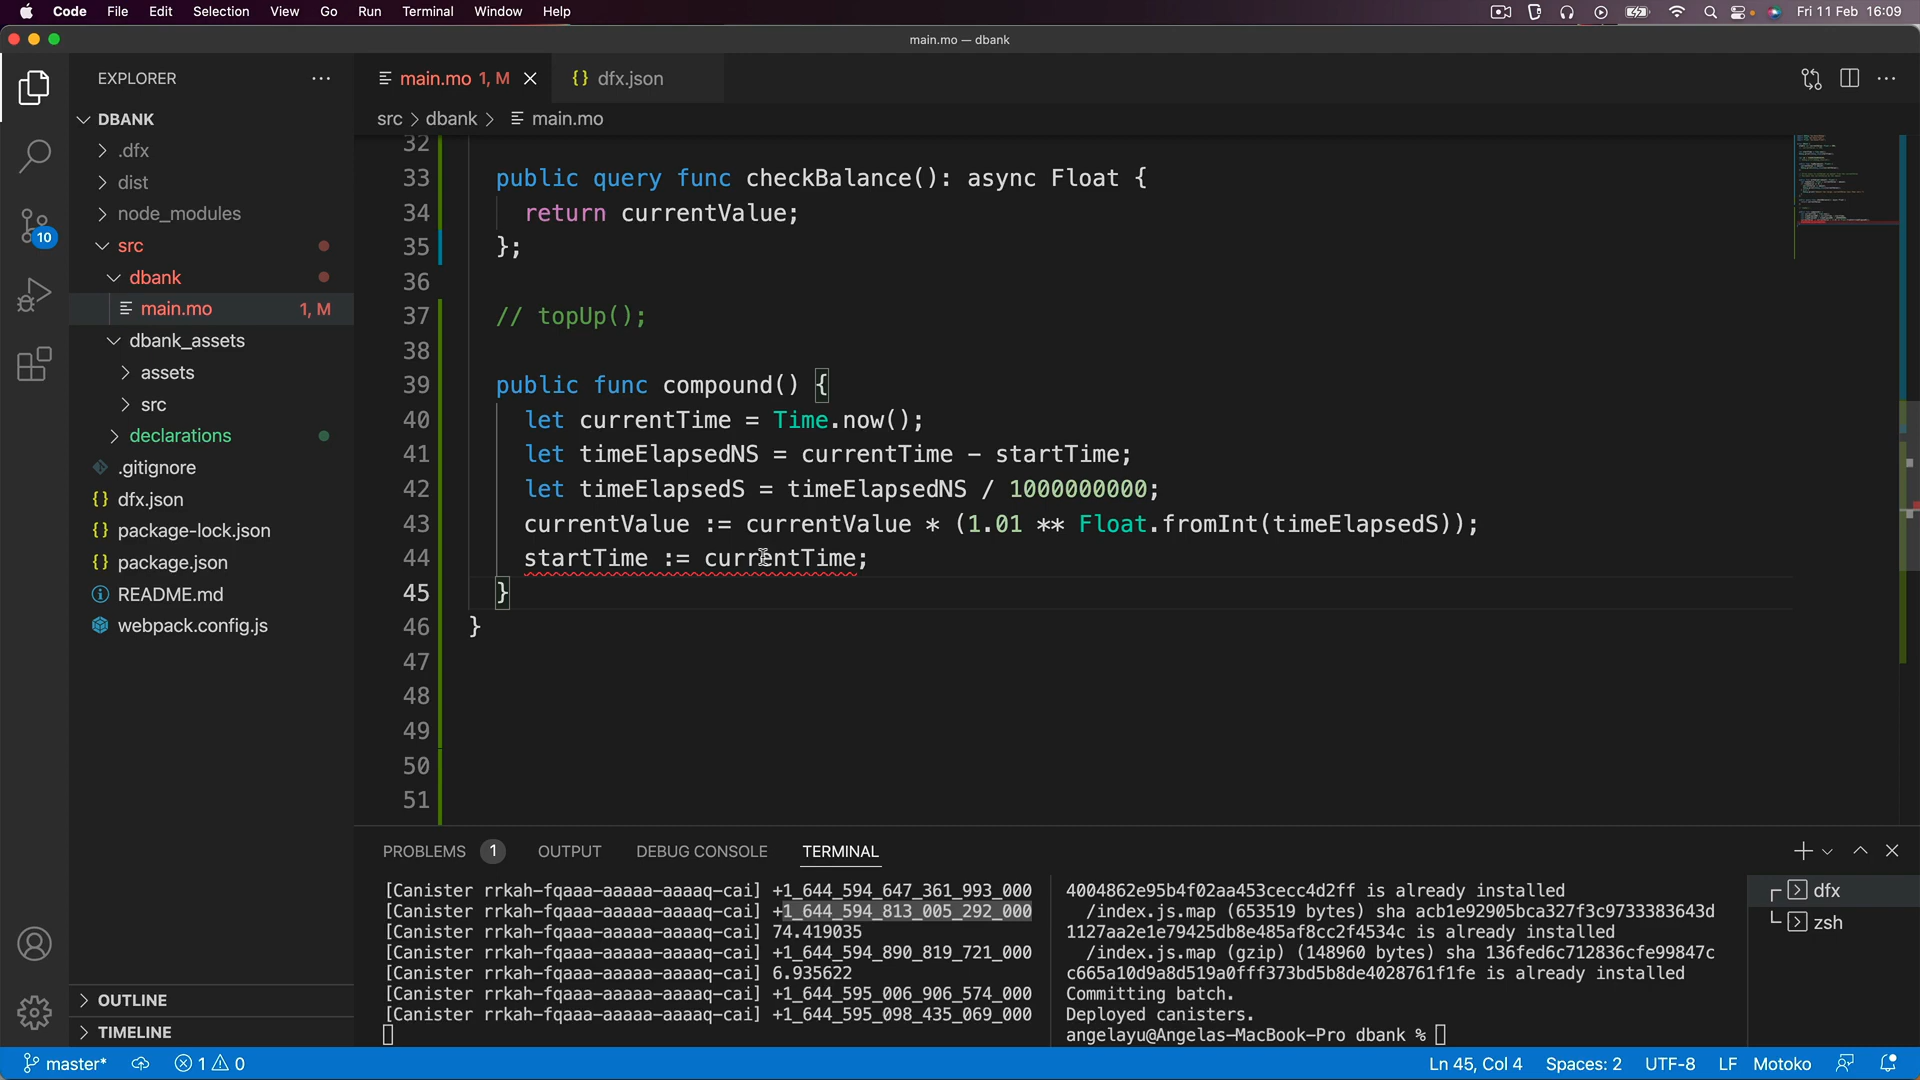 Code File Edit Selection View Go Run Terminal Window Help Fri 11 Feb 16:09
main.mo — dbank
EXPLORER
main.mo 1, M
dfx.json
src > dbank > main.mo
DBANK
.dfx
dist
node_modules
src
dbank
main.mo 1, M
dbank_assets
assets
src
declarations
.gitignore
dfx.json
package-lock.json
package.json
README.md
webpack.config.js
OUTLINE
TIMELINE
10
32
33 public query func checkBalance(): async Float {
34 return currentValue;
35 };
36
37 // topUp();
38
39 public func compound() {
40 let currentTime = Time.now();
41 let timeElapsedNS = currentTime - startTime;
42 let timeElapsedS = timeElapsedNS / 1000000000;
43 currentValue := currentValue * (1.01 ** Float.fromInt(timeElapsedS));
44 startTime := currentTime;
45 }
46 }
47
48
49
50
51
PROBLEMS 1 OUTPUT DEBUG CONSOLE TERMINAL
[Canister rrkah-fqaaa-aaaaa-aaaaq-cai] +1_644_594_647_361_993_000
[Canister rrkah-fqaaa-aaaaa-aaaaq-cai] +1_644_594_813_005_292_000
[Canister rrkah-fqaaa-aaaaa-aaaaq-cai] 74.419035
[Canister rrkah-fqaaa-aaaaa-aaaaq-cai] +1_644_594_890_819_721_000
[Canister rrkah-fqaaa-aaaaa-aaaaq-cai] 6.935622
[Canister rrkah-fqaaa-aaaaa-aaaaq-cai] +1_644_595_006_906_574_000
[Canister rrkah-fqaaa-aaaaa-aaaaq-cai] +1_644_595_098_435_069_000
4004862e95b4f02aa453cecc4d2ff is already installed
/index.js.map (653519 bytes) sha acb1e92905bca327f3c9733383643d
1127aa2e1e79425db8e485af8cc2f4534c is already installed
/index.js.map (gzip) (148960 bytes) sha 136fed6c712836cfe99847c
c665a10d9a8d519a0fff373bd5b8de4028761f1fe is already installed
Committing batch.
Deployed canisters.
angelayu@Angelas-MacBook-Pro dbank %
dfx
zsh
master* 1 0 Ln 45, Col 4 Spaces: 2 UTF-8 LF Motoko